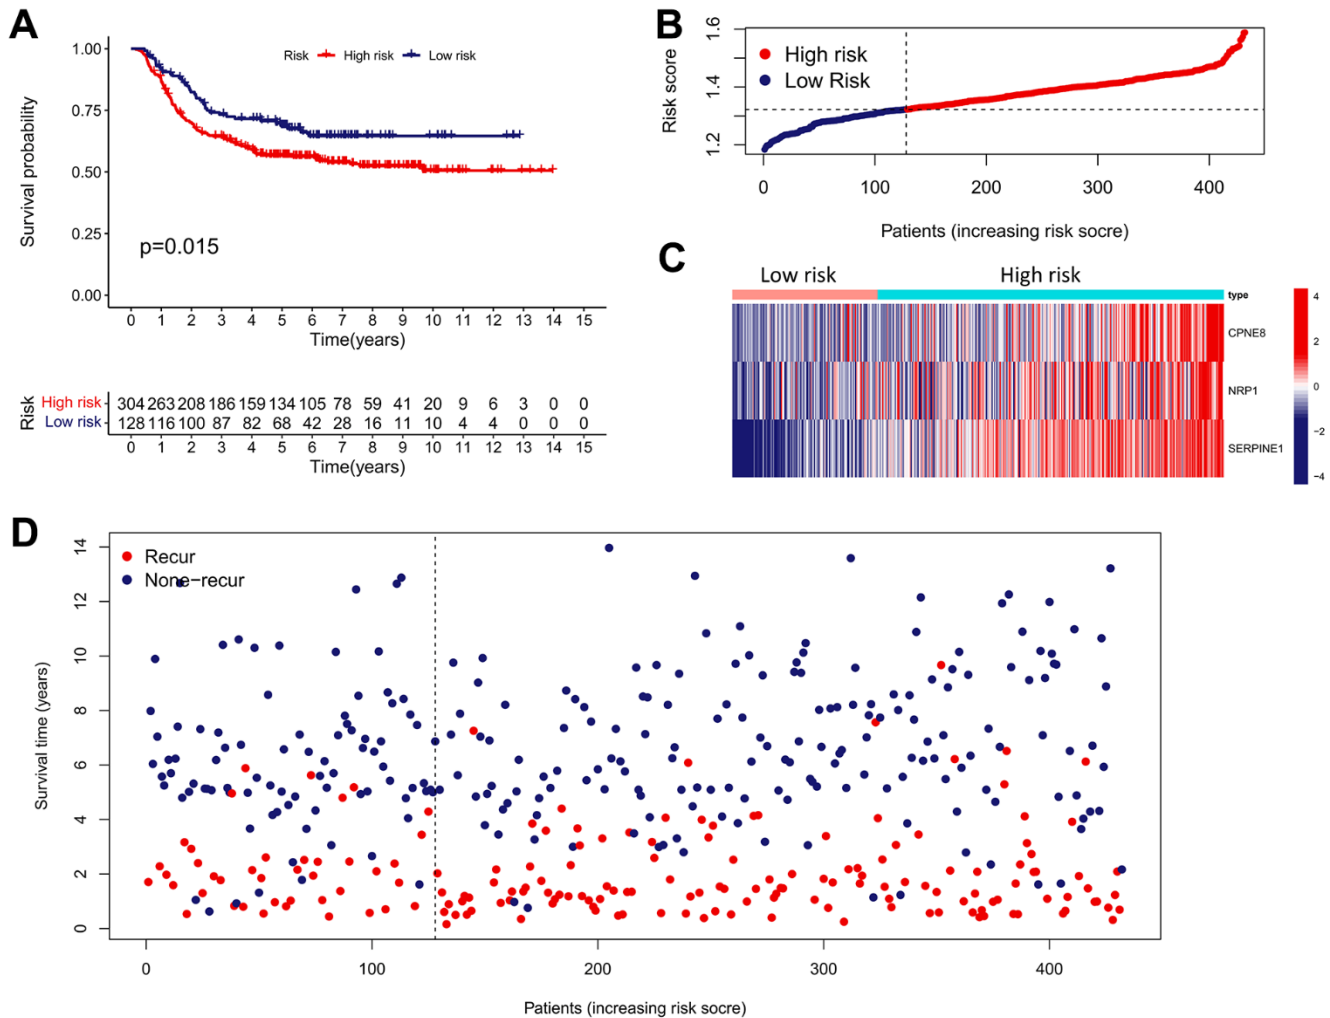 A
Risk High risk Low risk
1.00
0.75
0.50
0.25
0.00
Survival probability
p=0.015
0 1 2 3 4 5 6 7 8 9 10 11 12 13 14 15
Time(years)
Risk
High risk 304 263 208 186 159 134 105 78 59 41 20 9 6 3 0 0
Low risk 128 116 100 87 82 68 42 28 16 11 10 4 4 0 0 0
0 1 2 3 4 5 6 7 8 9 10 11 12 13 14 15
Time(years)
B
High risk
Low Risk
1.6
1.4
1.2
Risk score
0 100 200 300 400
Patients (increasing risk socre)
C
Low risk High risk
type
CPNE8
NRP1
SERPINE1
4
2
0
−2
−4
D
Recur
None−recur
14
12
10
8
6
4
2
0
Survival time (years)
0 100 200 300 400
Patients (increasing risk socre)